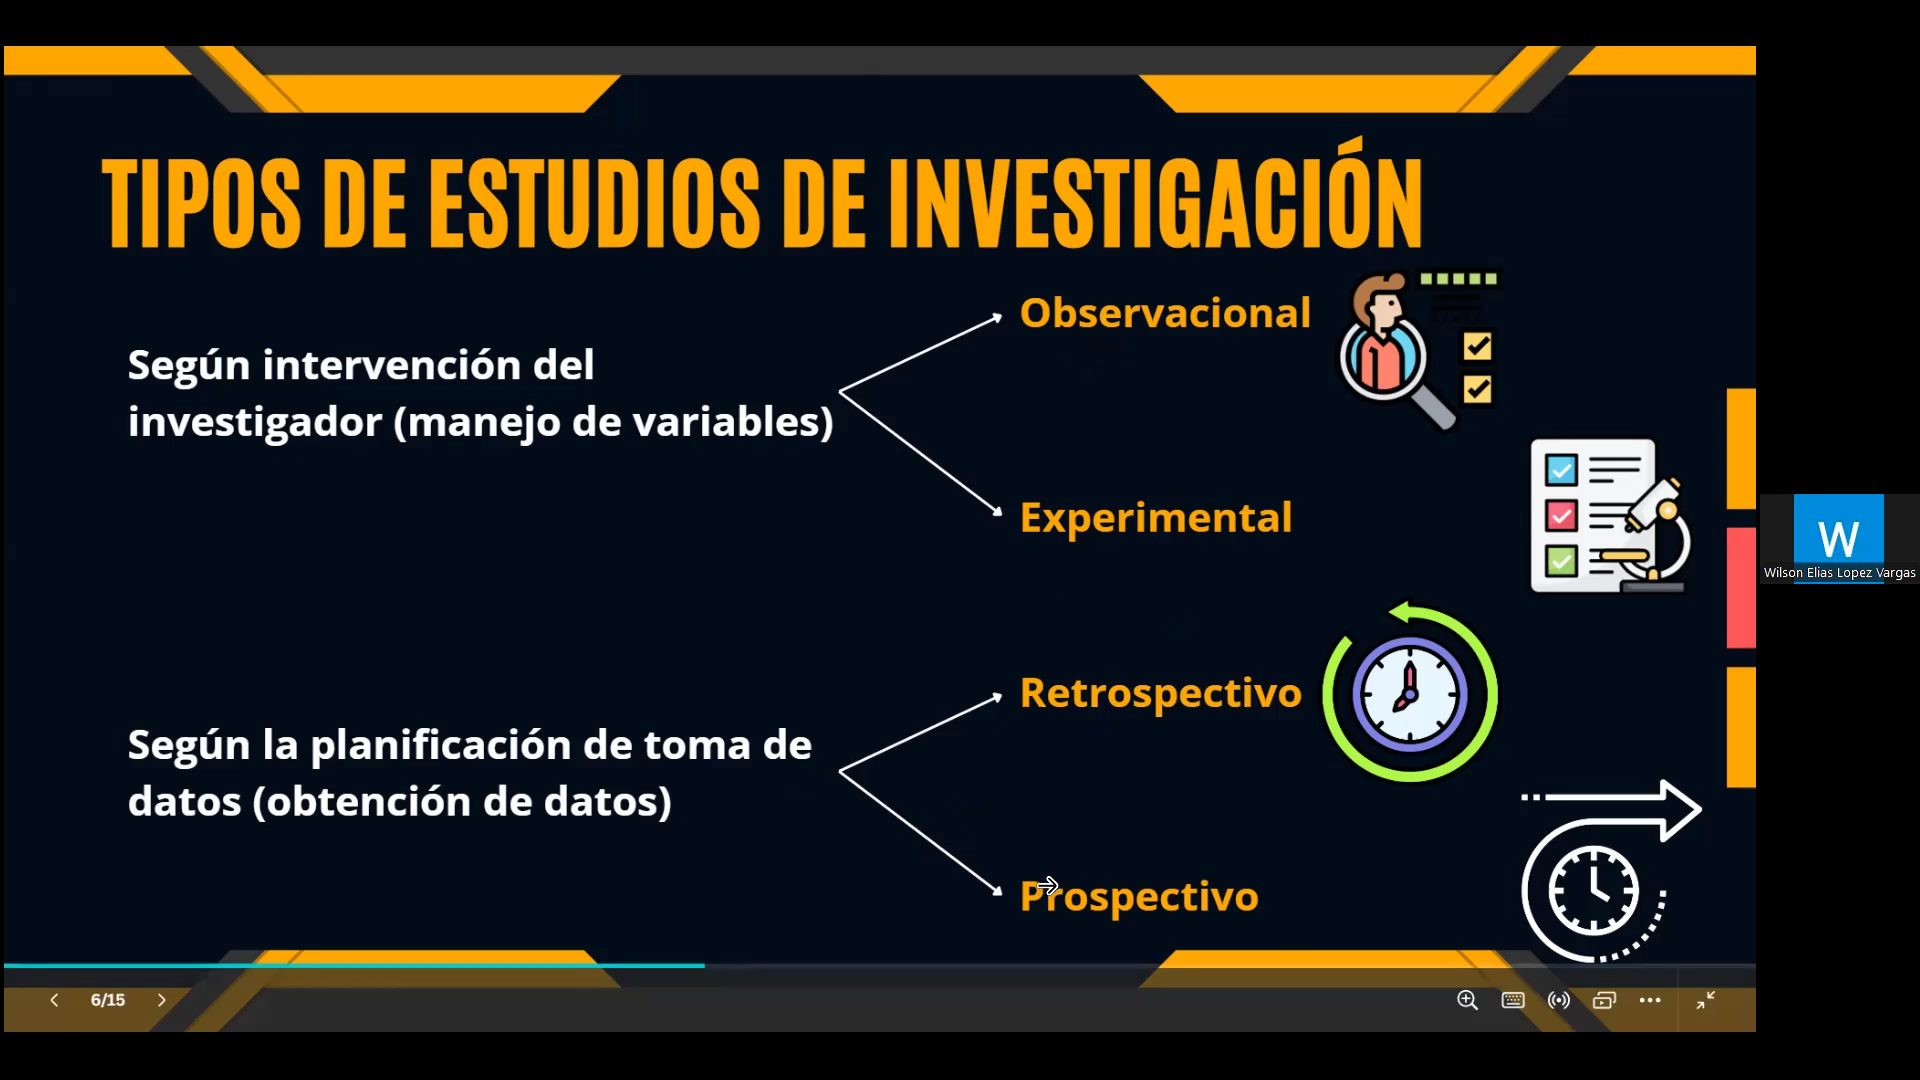 TIPOS DE ESTUDIOS DE INVESTIGACIÓN
Según intervención del
investigador (manejo de variables)
Observacional
Experimental
Según la planificación de toma de
datos (obtención de datos)
Retrospectivo
Prospectivo
W
Wilson Elias Lopez Vargas
6/15